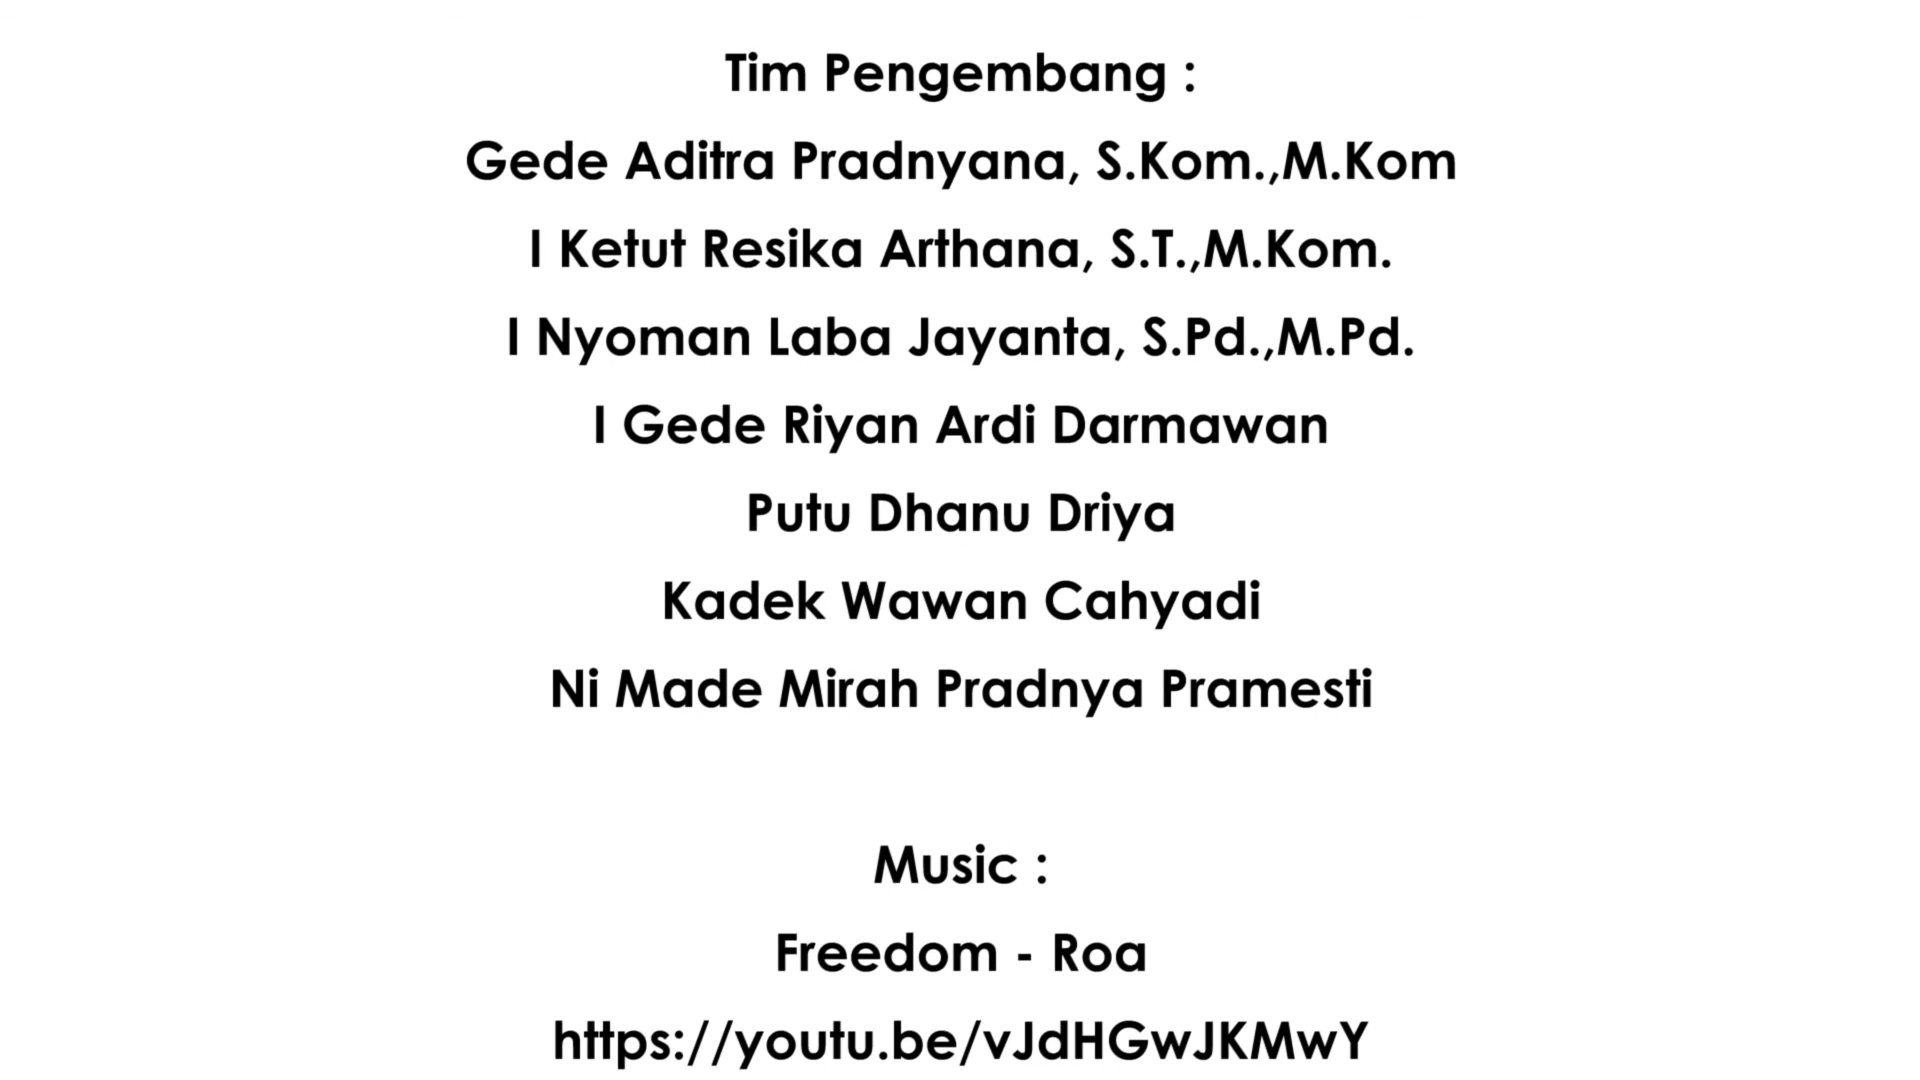 Tim Pengembang :
Gede Aditra Pradnyana, S.Kom.,M.Kom
I Ketut Resika Arthana, S.T.,M.Kom.
I Nyoman Laba Jayanta, S.Pd.,M.Pd.
I Gede Riyan Ardi Darmawan
Putu Dhanu Driya
Kadek Wawan Cahyadi
Ni Made Mirah Pradnya Pramesti
Music :
Freedom - Roa
https://youtu.be/vJdHGwJKMwY